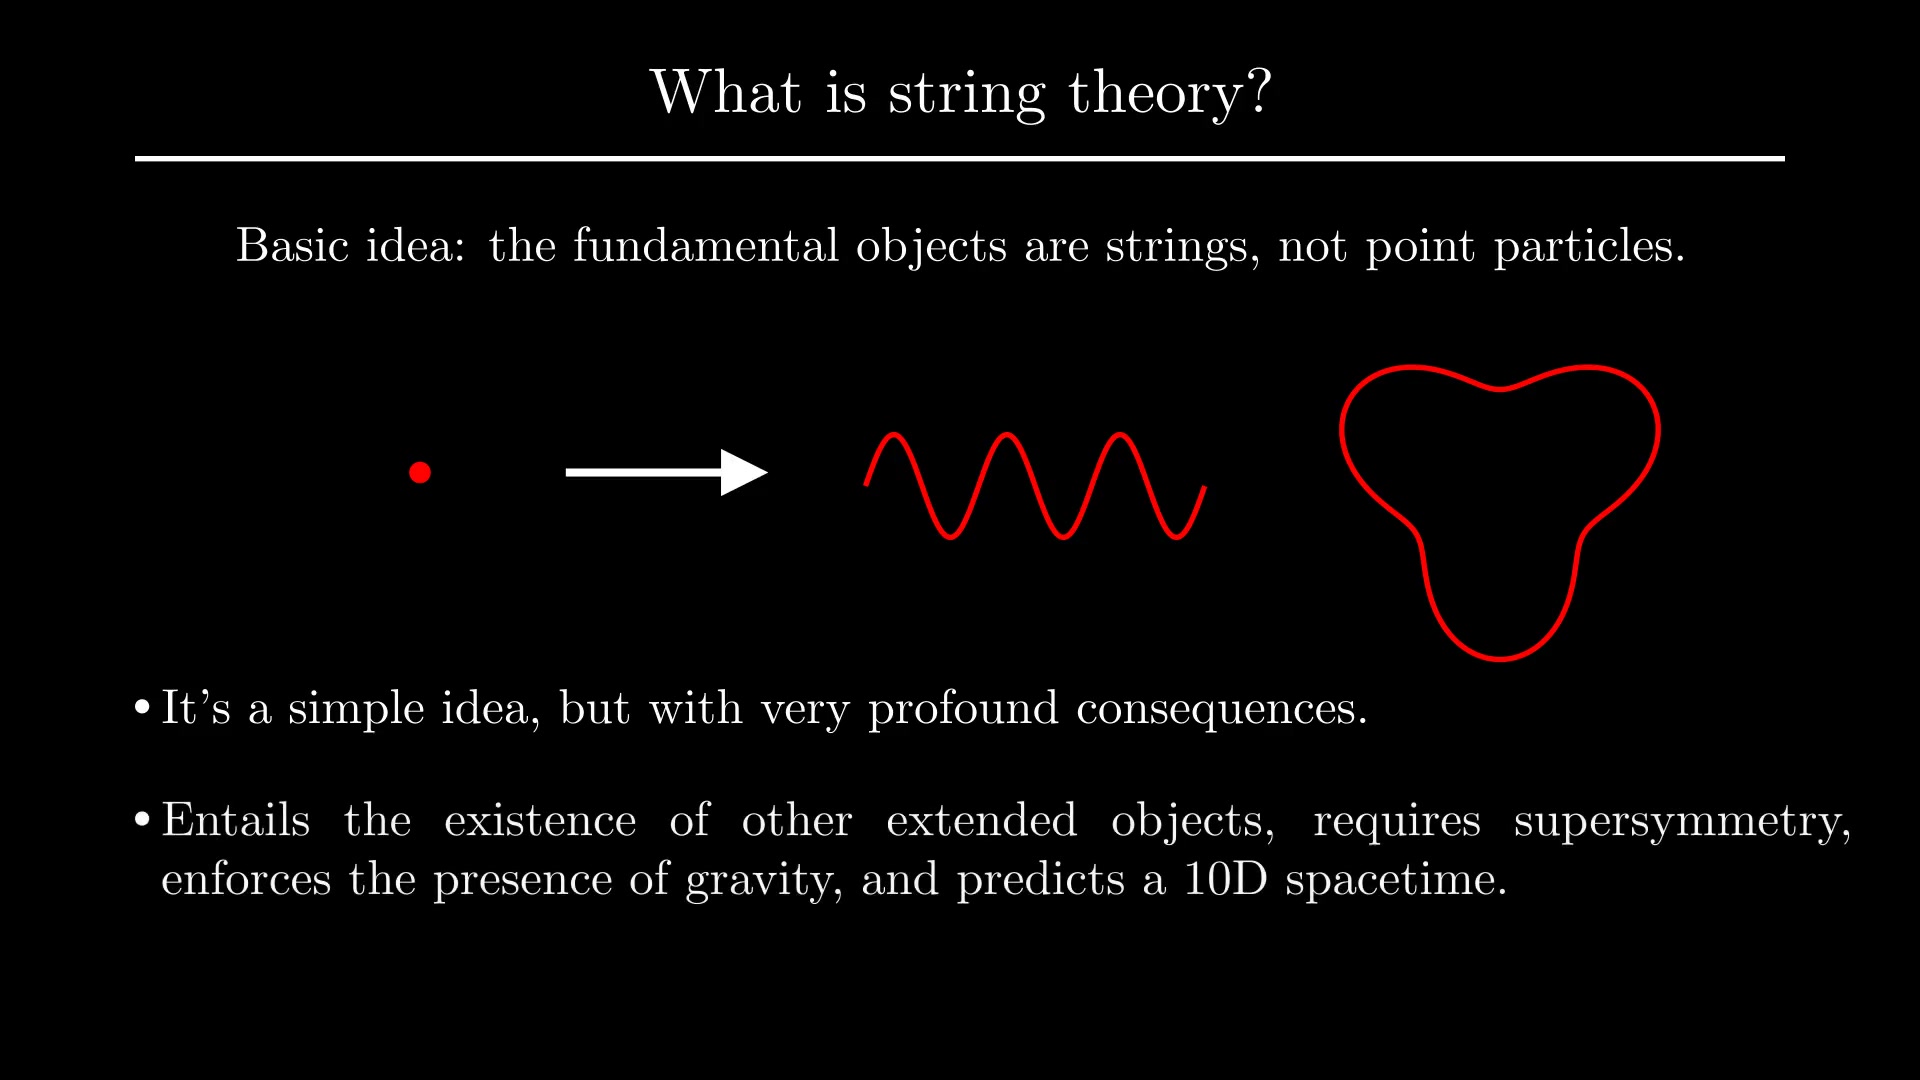 What is string theory?
Basic idea: the fundamental objects are strings, not point particles.
• It’s a simple idea, but with very profound consequences.
• Entails the existence of other extended objects, requires supersymmetry,
enforces the presence of gravity, and predicts a 10D spacetime.